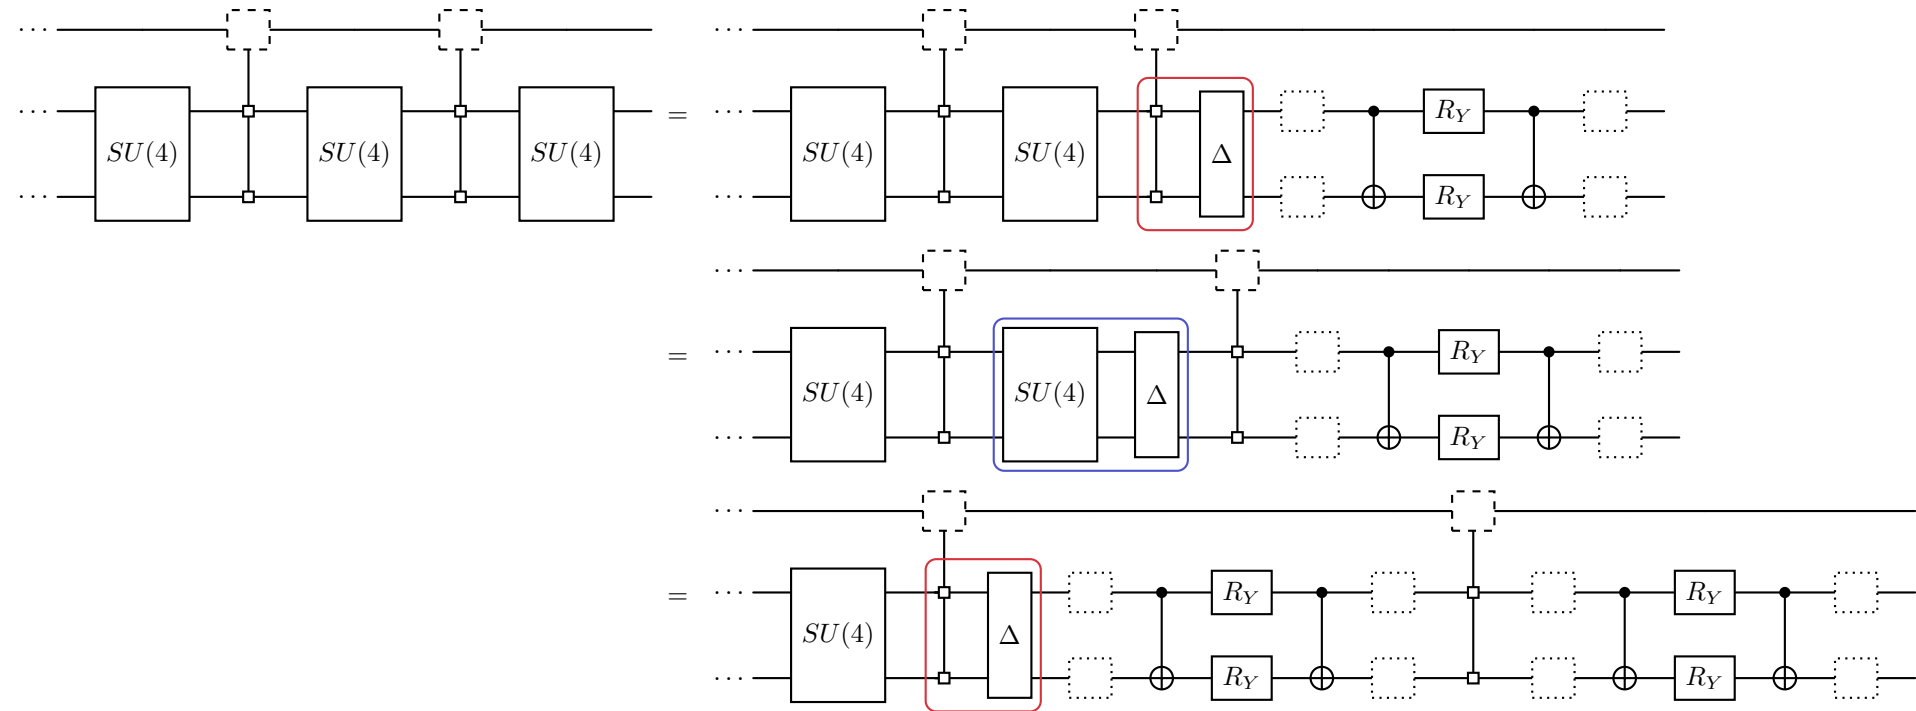 ··· ···
··· SU(4) SU(4) SU(4) = ··· SU(4) SU(4) Δ R_Y
··· ··· R_Y
···
= ··· SU(4) SU(4) Δ R_Y
··· R_Y
···
= ··· SU(4) Δ R_Y R_Y
··· R_Y R_Y